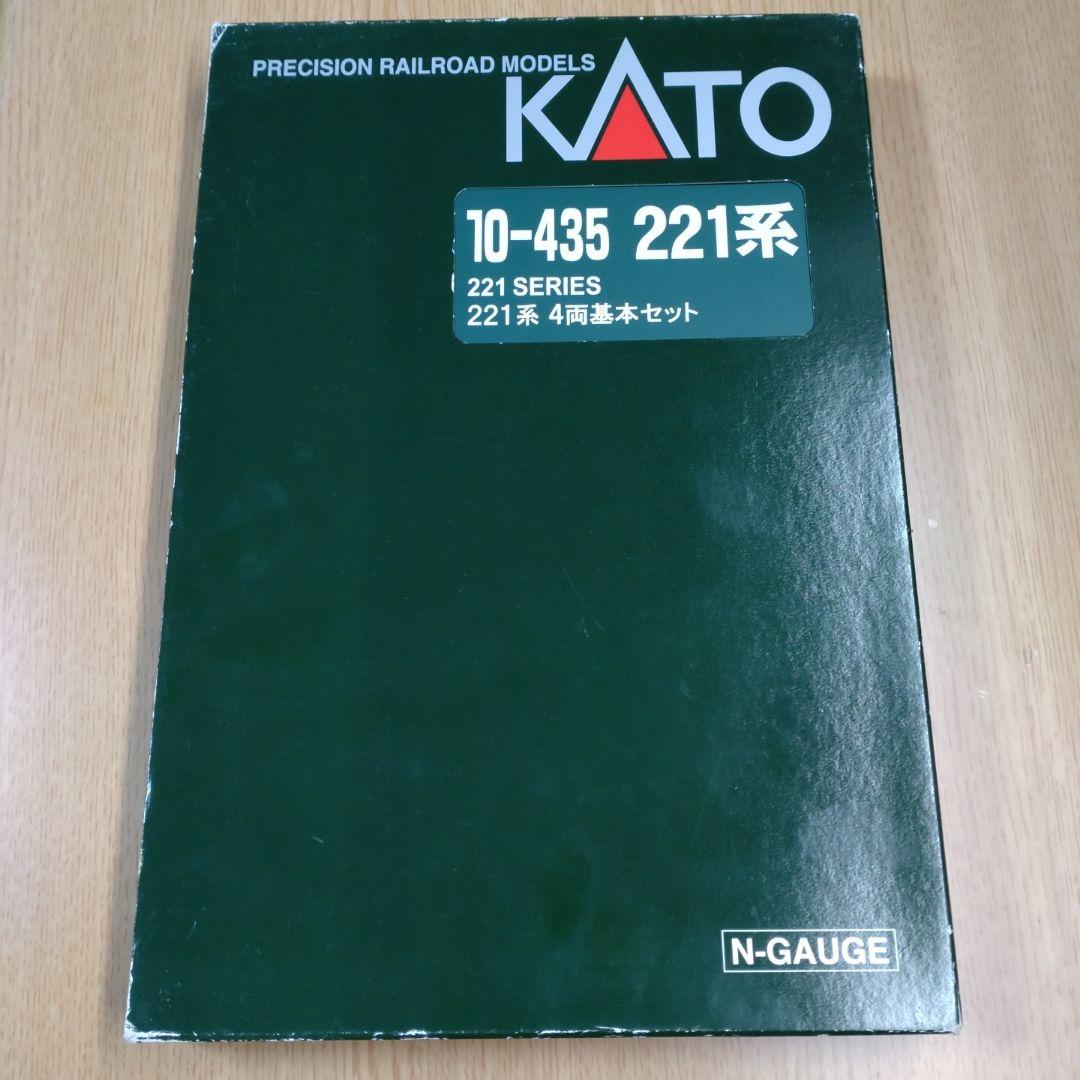 PRECISION RAILROAD MODELS
KATO
10-435 221系
221 SERIES
221系 4両基本セット
N-GAUGE